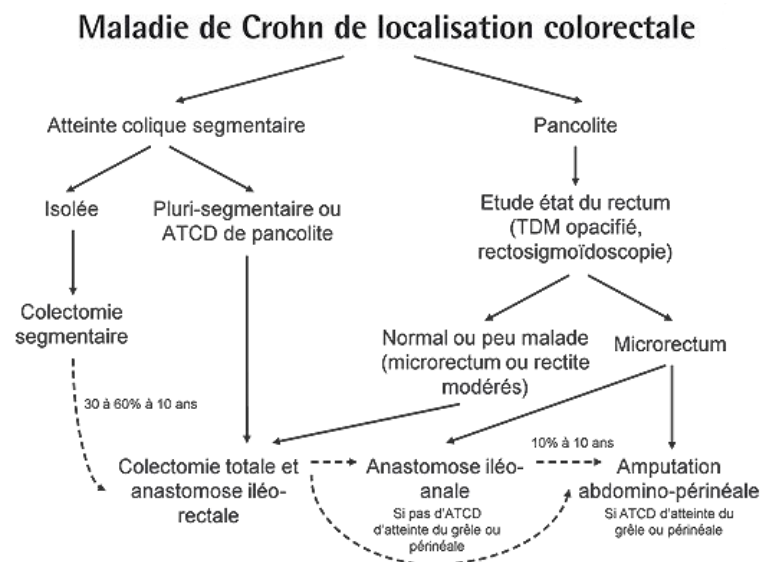 Maladie de Crohn de localisation colorectale
Atteinte colique segmentaire
Pancolite
Isolée
Pluri-segmentaire ou
ATCD de pancolite
Etude état du rectum
(TDM opacifié,
rectosigmoïdoscopie)
Colectomie
segmentaire
Normal ou peu malade
(microrectum ou rectite
modérés)
Microrectum
30 à 60% à 10 ans
10% à 10 ans
Colectomie totale et
anastomose iléo-
rectale
Anastomose iléo-
anale
Si pas d'ATCD
d'atteinte du grêle ou
périnéale
Amputation
abdomino-périnéale
Si ATCD d'atteinte du
grêle ou périnéale